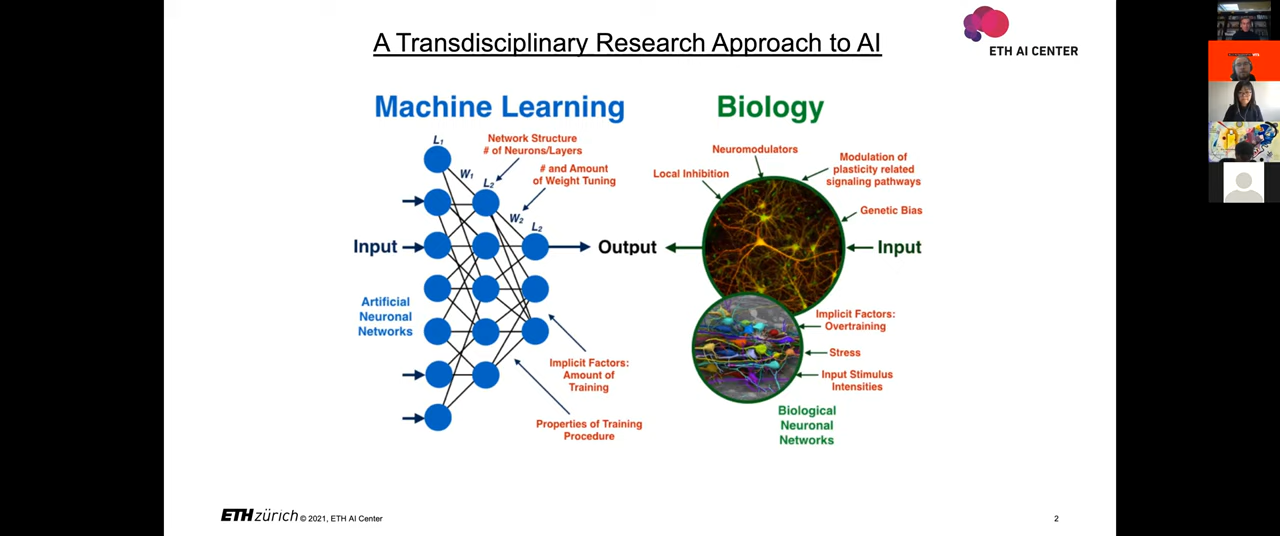 A Transdisciplinary Research Approach to AI
ETH AI CENTER
Machine Learning
L₁
Network Structure
# of Neurons/Layers
W₁
L₂
# and Amount
of Weight Tuning
W₂
L₂
Input
Output
Artificial
Neuronal
Networks
Implicit Factors:
Amount of
Training
Properties of Training
Procedure
Biology
Neuromodulators
Local Inhibition
Modulation of
plasticity related
signaling pathways
Genetic Bias
Input
Implicit Factors:
Overtraining
Stress
Input Stimulus
Intensities
Biological
Neuronal
Networks
ETH zürich © 2021, ETH AI Center
2